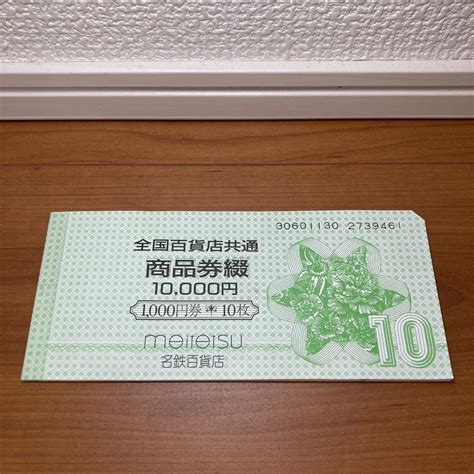 30601130 2739461
全国百貨店共通
商品券綴
10,000円
1,000円券 * 10枚
meitetsu
名鉄百貨店
10